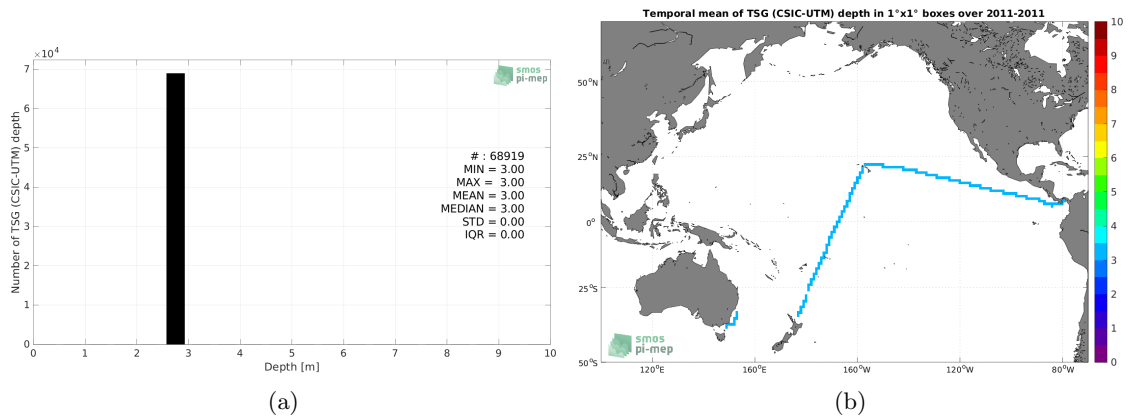 ×10⁴
7
6
5
4
3
2
1
0
Number of TSG (CSIC-UTM) depth
smos
pi-mep
# : 68919
MIN = 3.00
MAX = 3.00
MEAN = 3.00
MEDIAN = 3.00
STD = 0.00
IQR = 0.00
0 1 2 3 4 5 6 7 8 9 10
Depth [m]
(a)
Temporal mean of TSG (CSIC-UTM) depth in 1°x1° boxes over 2011-2011
50°N
25°N
0°
25°S
50°S
120°E 160°E 160°W 120°W 80°W
smos
pi-mep
10
9
8
7
6
5
4
3
2
1
0
(b)